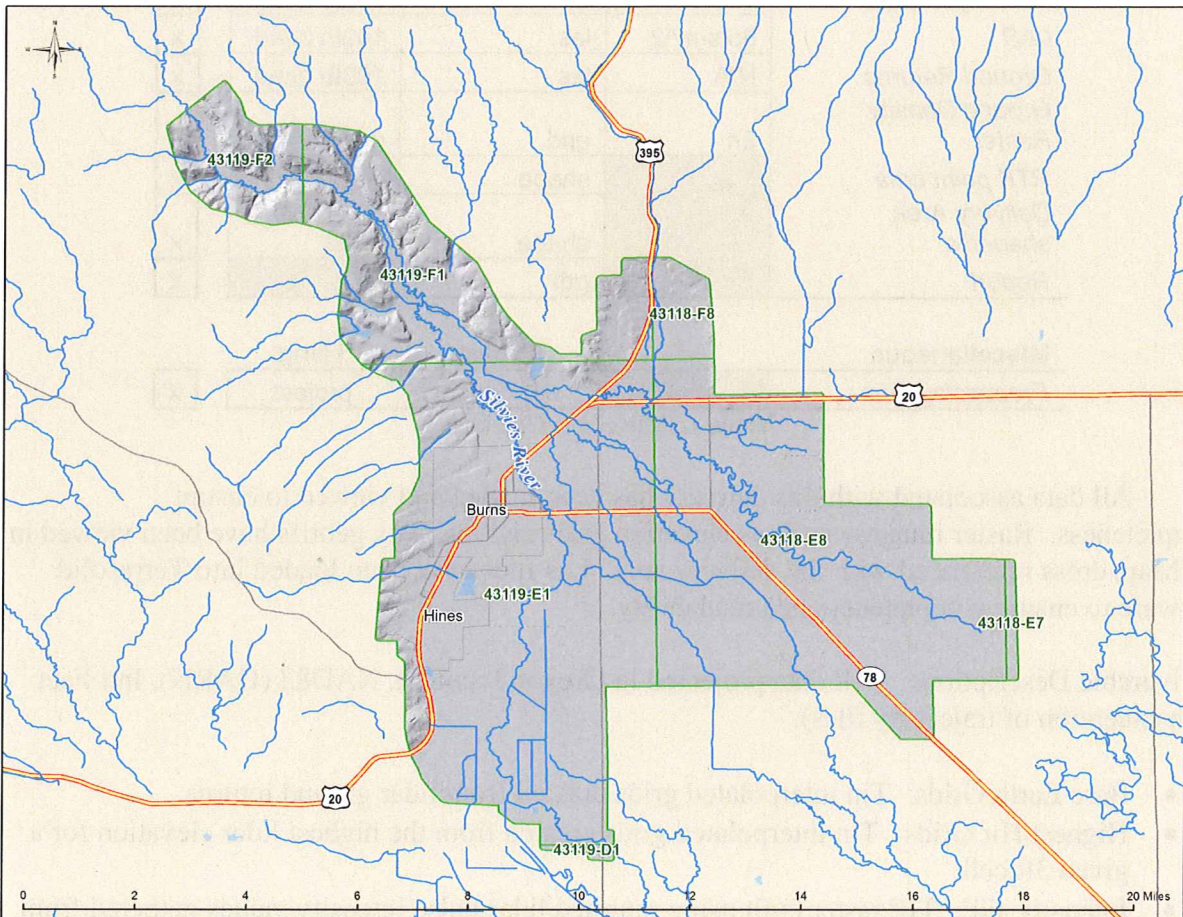 N
W E
S
43119-F2
395
43119-F1
43118-F8
20
Silvies River
Burns
43118-E8
43119-E1
Hines
43118-E7
78
20
43119-D1
0 2 4 6 8 10 12 14 16 18 20 Miles